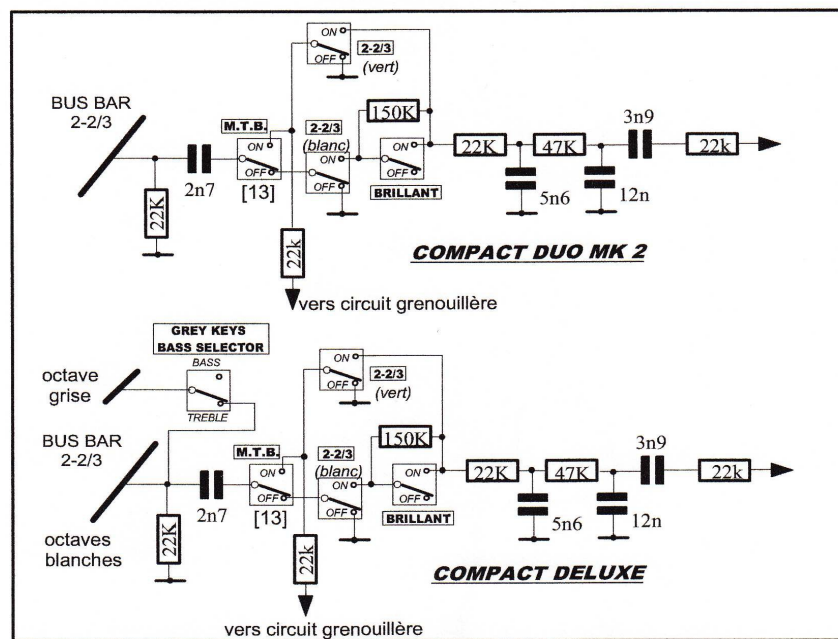 ON
OFF
2-2/3
(vert)
BUS BAR
2-2/3
M.T.B.
ON
OFF
[13]
2-2/3
(blanc)
ON
OFF
150K
ON
OFF
BRILLANT
22K
47K
3n9
22k
22K
2n7
5n6
12n
22k
COMPACT DUO MK 2
vers circuit grenouillère
GREY KEYS
BASS SELECTOR
BASS
TREBLE
octave
grise
ON
OFF
2-2/3
(vert)
BUS BAR
2-2/3
M.T.B.
ON
OFF
[13]
2-2/3
(blanc)
ON
OFF
150K
ON
OFF
BRILLANT
22K
47K
3n9
22k
22K
2n7
5n6
12n
octaves
blanches
22k
COMPACT DELUXE
vers circuit grenouillère